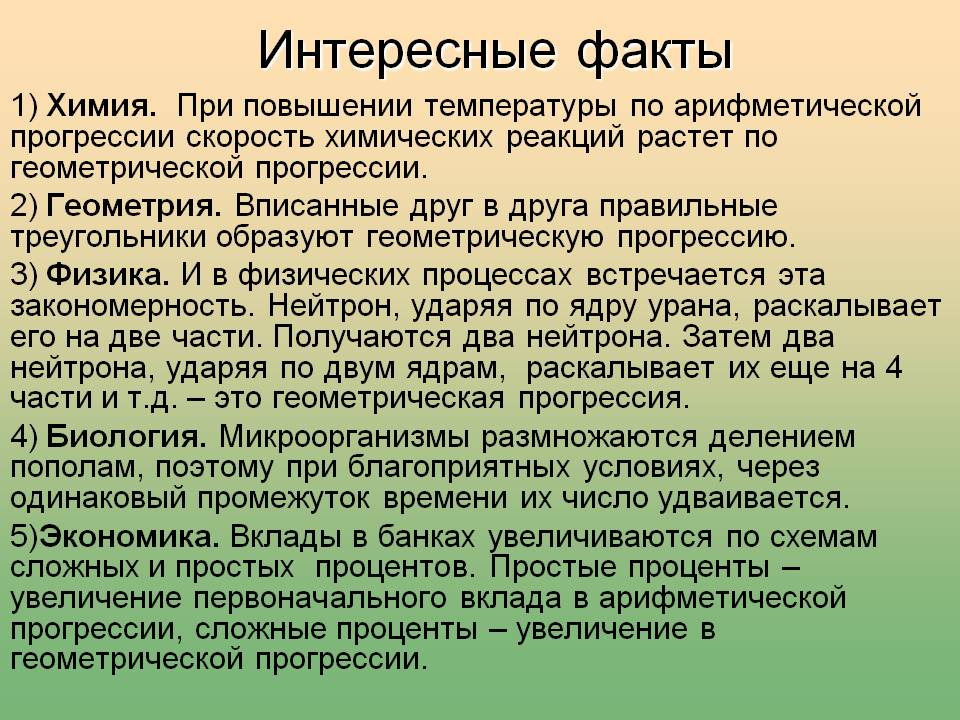 Интересные факты
1) Химия. При повышении температуры по арифметической
прогрессии скорость химических реакций растет по
геометрической прогрессии.
2) Геометрия. Вписанные друг в друга правильные
треугольники образуют геометрическую прогрессию.
3) Физика. И в физических процессах встречается эта
закономерность. Нейтрон, ударяя по ядру урана, раскалывает
его на две части. Получаются два нейтрона. Затем два
нейтрона, ударяя по двум ядрам, раскалывает их еще на 4
части и т.д. – это геометрическая прогрессия.
4) Биология. Микроорганизмы размножаются делением
пополам, поэтому при благоприятных условиях, через
одинаковый промежуток времени их число удваивается.
5)Экономика. Вклады в банках увеличиваются по схемам
сложных и простых процентов. Простые проценты –
увеличение первоначального вклада в арифметической
прогрессии, сложные проценты – увеличение в
геометрической прогрессии.